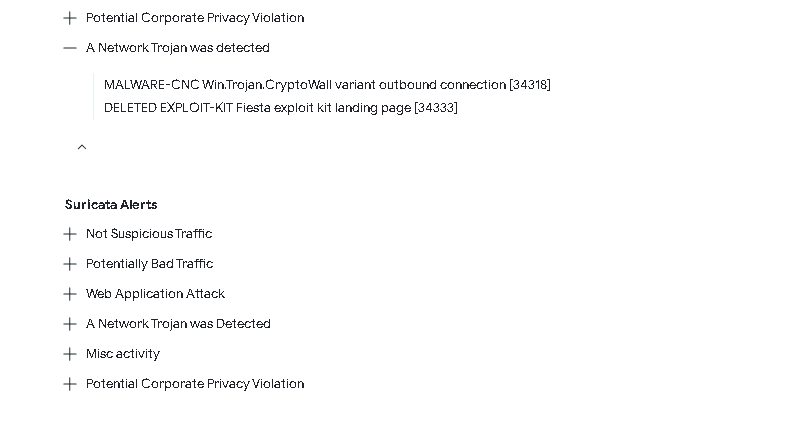 Potential Corporate Privacy Violation
A Network Trojan was detected
MALWARE-CNC Win.Trojan.CryptoWall variant outbound connection [34318]
DELETED EXPLOIT-KIT Fiesta exploit kit landing page [34333]
Suricata Alerts
Not Suspicious Traffic
Potentially Bad Traffic
Web Application Attack
A Network Trojan was Detected
Misc activity
Potential Corporate Privacy Violation